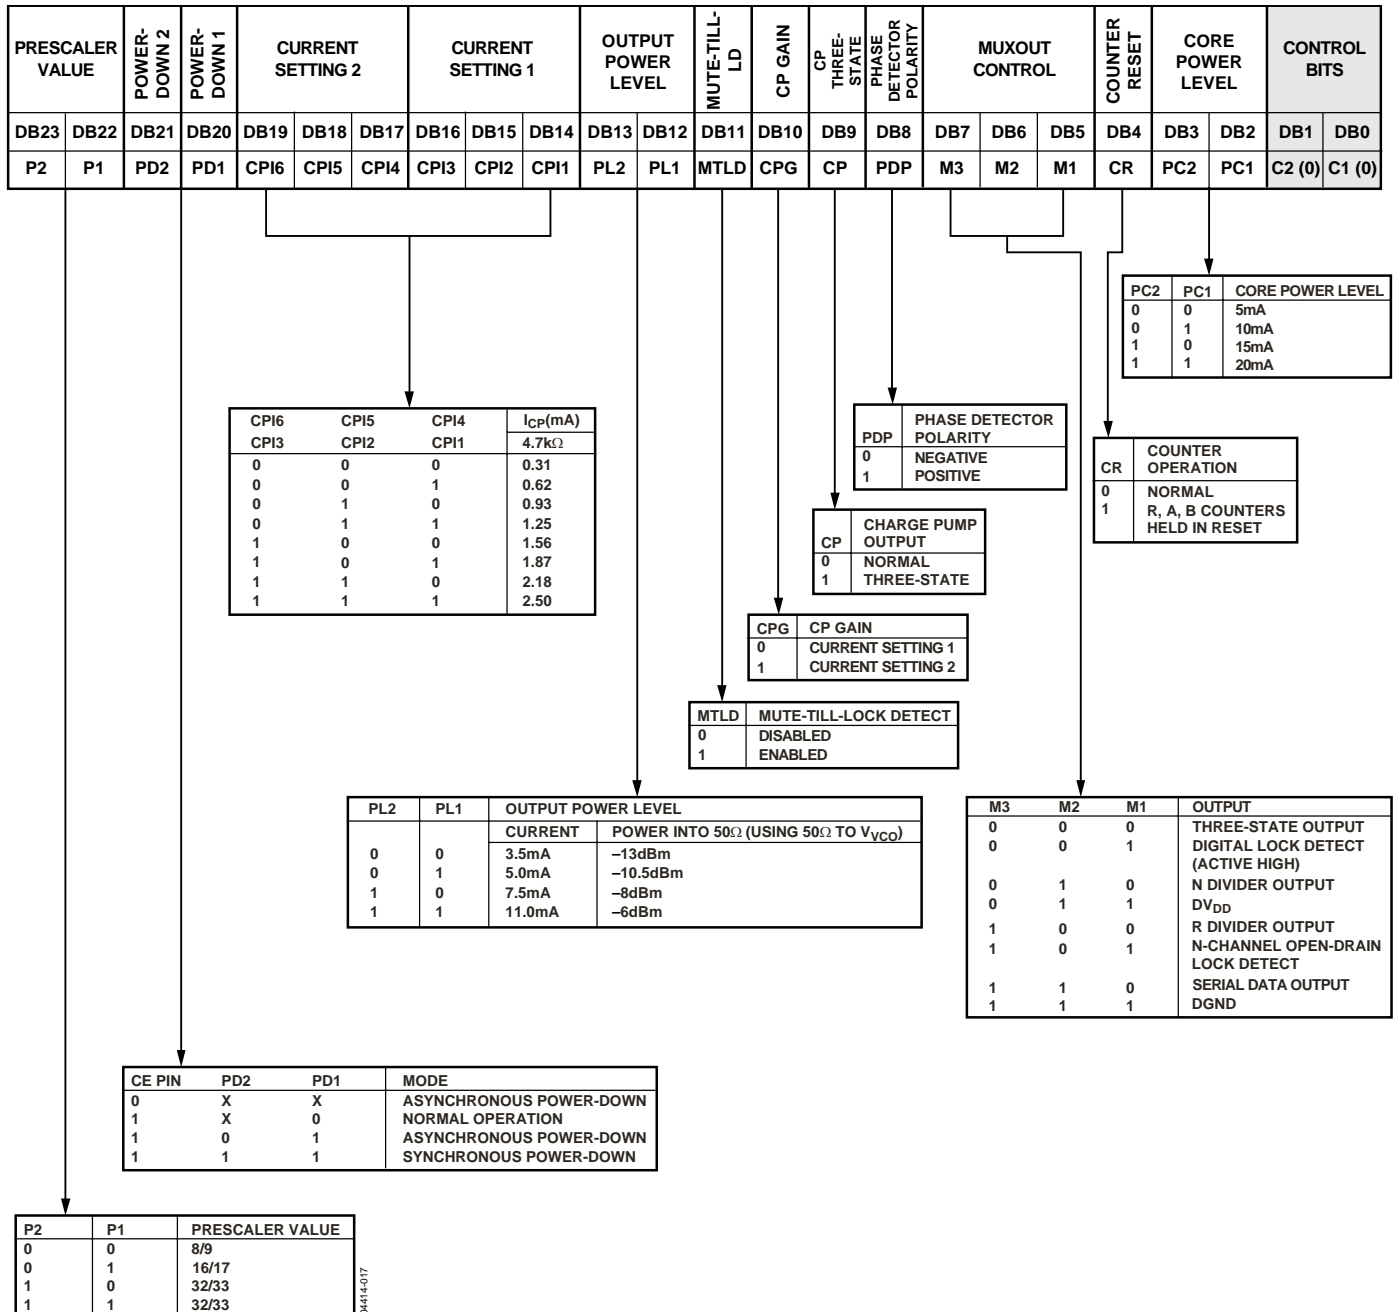 PRESCALER VALUE
POWER-DOWN 2
POWER-DOWN 1
CURRENT SETTING 2
CURRENT SETTING 1
OUTPUT POWER LEVEL
MUTE-TILL-LD
CP GAIN
CP THREE-STATE
PHASE DETECTOR POLARITY
MUXOUT CONTROL
COUNTER RESET
CORE POWER LEVEL
CONTROL BITS
DB23 DB22 DB21 DB20 DB19 DB18 DB17 DB16 DB15 DB14 DB13 DB12 DB11 DB10 DB9 DB8 DB7 DB6 DB5 DB4 DB3 DB2 DB1 DB0
P2 P1 PD2 PD1 CPI6 CPI5 CPI4 CPI3 CPI2 CPI1 PL2 PL1 MTLD CPG CP PDP M3 M2 M1 CR PC2 PC1 C2 (0) C1 (0)
PC2 PC1 CORE POWER LEVEL
0 0 5mA
0 1 10mA
1 0 15mA
1 1 20mA
CPI6 CPI5 CPI4 ICP(mA)
CPI3 CPI2 CPI1 4.7kΩ
0 0 0 0.31
0 0 1 0.62
0 1 0 0.93
0 1 1 1.25
1 0 0 1.56
1 0 1 1.87
1 1 0 2.18
1 1 1 2.50
PDP PHASE DETECTOR POLARITY
0 NEGATIVE
1 POSITIVE
CR COUNTER OPERATION
0 NORMAL
1 R, A, B COUNTERS
HELD IN RESET
CP CHARGE PUMP OUTPUT
0 NORMAL
1 THREE-STATE
CPG CP GAIN
0 CURRENT SETTING 1
1 CURRENT SETTING 2
MTLD MUTE-TILL-LOCK DETECT
0 DISABLED
1 ENABLED
PL2 PL1 OUTPUT POWER LEVEL
CURRENT POWER INTO 50Ω (USING 50Ω TO VVCO)
0 0 3.5mA –13dBm
0 1 5.0mA –10.5dBm
1 0 7.5mA –8dBm
1 1 11.0mA –6dBm
M3 M2 M1 OUTPUT
0 0 0 THREE-STATE OUTPUT
0 0 1 DIGITAL LOCK DETECT
(ACTIVE HIGH)
0 1 0 N DIVIDER OUTPUT
0 1 1 DVDD
1 0 0 R DIVIDER OUTPUT
1 0 1 N-CHANNEL OPEN-DRAIN
LOCK DETECT
1 1 0 SERIAL DATA OUTPUT
1 1 1 DGND
CE PIN PD2 PD1 MODE
0 X X ASYNCHRONOUS POWER-DOWN
1 X 0 NORMAL OPERATION
1 0 1 ASYNCHRONOUS POWER-DOWN
1 1 1 SYNCHRONOUS POWER-DOWN
P2 P1 PRESCALER VALUE
0 0 8/9
0 1 16/17
1 0 32/33
1 1 32/33
04414-017